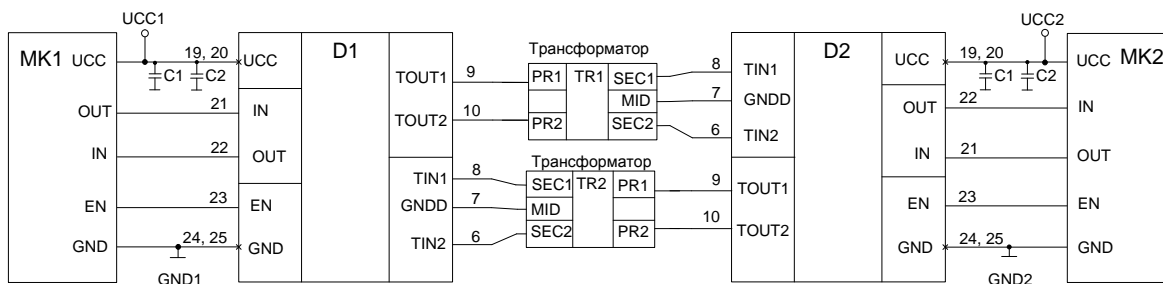 UCC1
UCC2
MK1
UCC
19, 20
C1
C2
UCC
D1
TOUT1
9
Трансформатор
PR1
TR1
SEC1
8
MID
7
PR2
SEC2
6
D2
TIN1
GNDD
TIN2
UCC
19, 20
C1
C2
UCC
MK2
OUT
21
IN
TOUT2
10
OUT
22
IN
IN
22
OUT
IN
21
OUT
Трансформатор
TIN1
8
SEC1
TR2
PR1
9
TOUT1
GNDD
7
MID
TIN2
6
SEC2
PR2
10
TOUT2
EN
23
EN
EN
23
EN
GND
24, 25
GND
GND
24, 25
GND
GND1
GND2